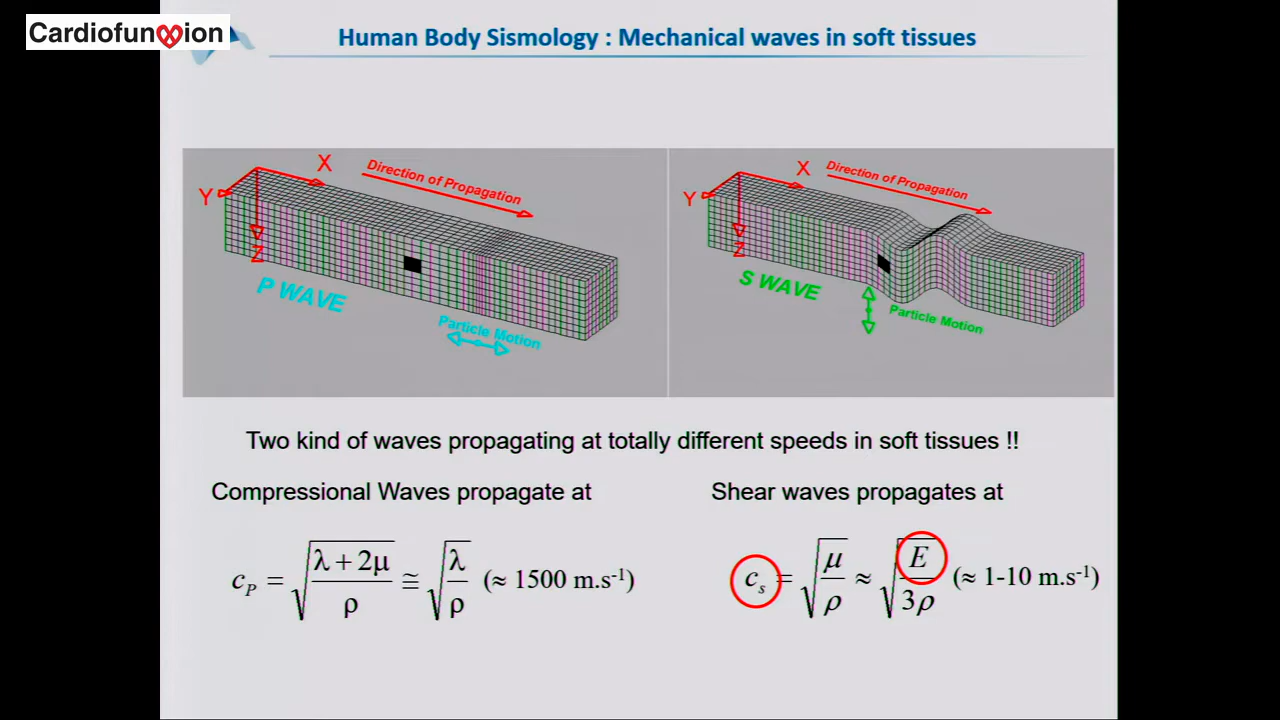 Cardiofunxion
Human Body Sismology : Mechanical waves in soft tissues
X
Direction of Propagation
Y
Z
P WAVE
Particle Motion
X
Direction of Propagation
Y
Z
S WAVE
Particle Motion
Two kind of waves propagating at totally different speeds in soft tissues !!
Compressional Waves propagate at
Shear waves propagates at
c_P = √((λ + 2μ)/ρ) ≅ √(λ/ρ) (≈ 1500 m.s⁻¹)
c_s = √(μ/ρ) ≈ √(E/3ρ) (≈ 1-10 m.s⁻¹)